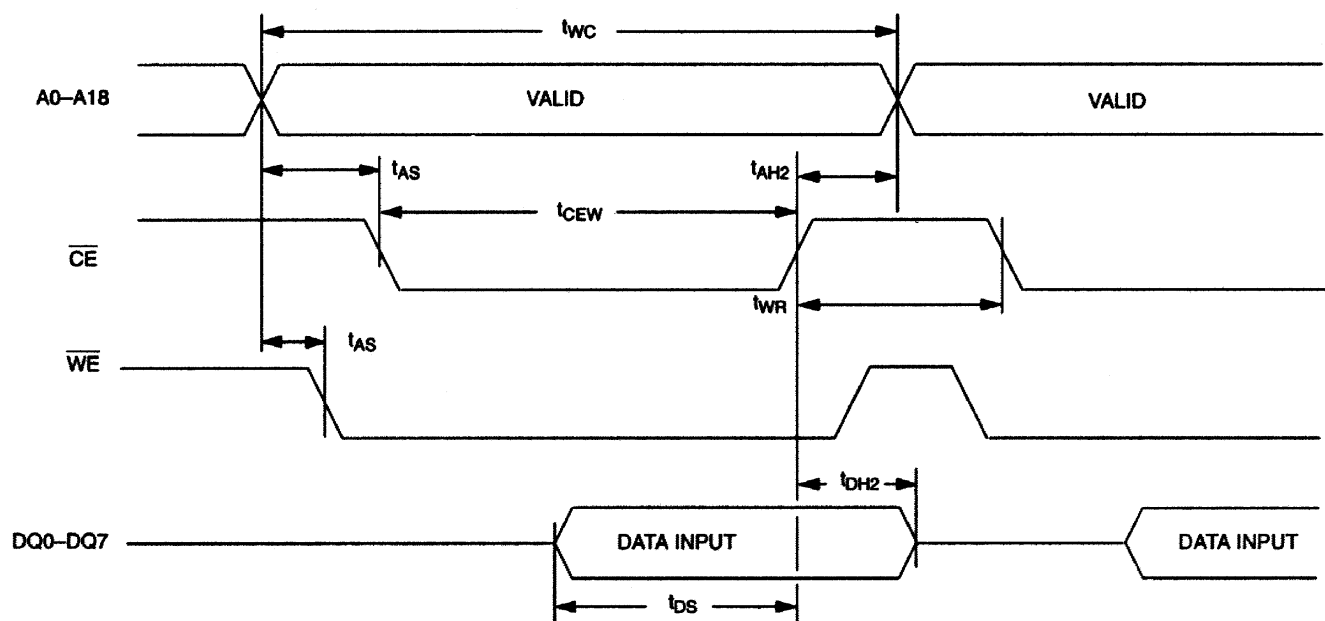 tWC
A0–A18
VALID
VALID
tAS
tAH2
tCEW
CE
tWR
tAS
WE
tDH2
DQ0–DQ7
DATA INPUT
DATA INPUT
tDS